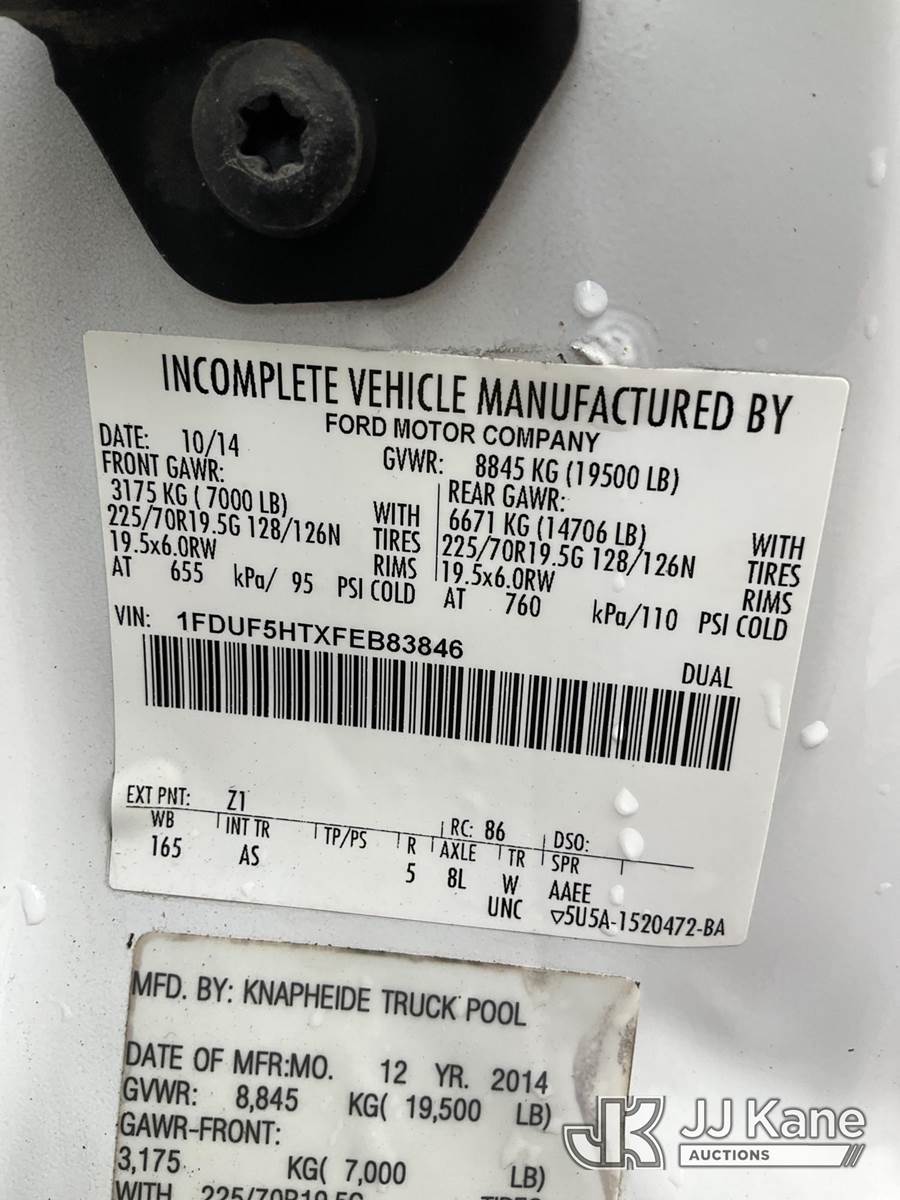 INCOMPLETE VEHICLE MANUFACTURED BY
FORD MOTOR COMPANY
DATE: 10/14 GVWR: 8845 KG (19500 LB)
FRONT GAWR: REAR GAWR:
3175 KG ( 7000 LB) WITH 6671 KG (14706 LB) WITH
225/70R19.5G 128/126N TIRES 225/70R19.5G 128/126N TIRES
19.5x6.0RW RIMS 19.5x6.0RW RIMS
AT 655 kPa/ 95 PSI COLD AT 760 kPa/110 PSI COLD
VIN: 1FDUF5HTXFEB83846
DUAL
EXT PNT: Z1 RC: 86 DSO:
WB INT TR TP/PS R AXLE TR SPR
165 AS 5 8L W AAEE
UNC ▽5U5A-1520472-BA
MFD. BY: KNAPHEIDE TRUCK POOL
DATE OF MFR:MO. 12 YR. 2014
GVWR: 8,845 KG( 19,500 LB)
GAWR-FRONT:
3,175 KG( 7,000 LB)
WITH 225/70R19.5G TIRES
JK JJ Kane
AUCTIONS